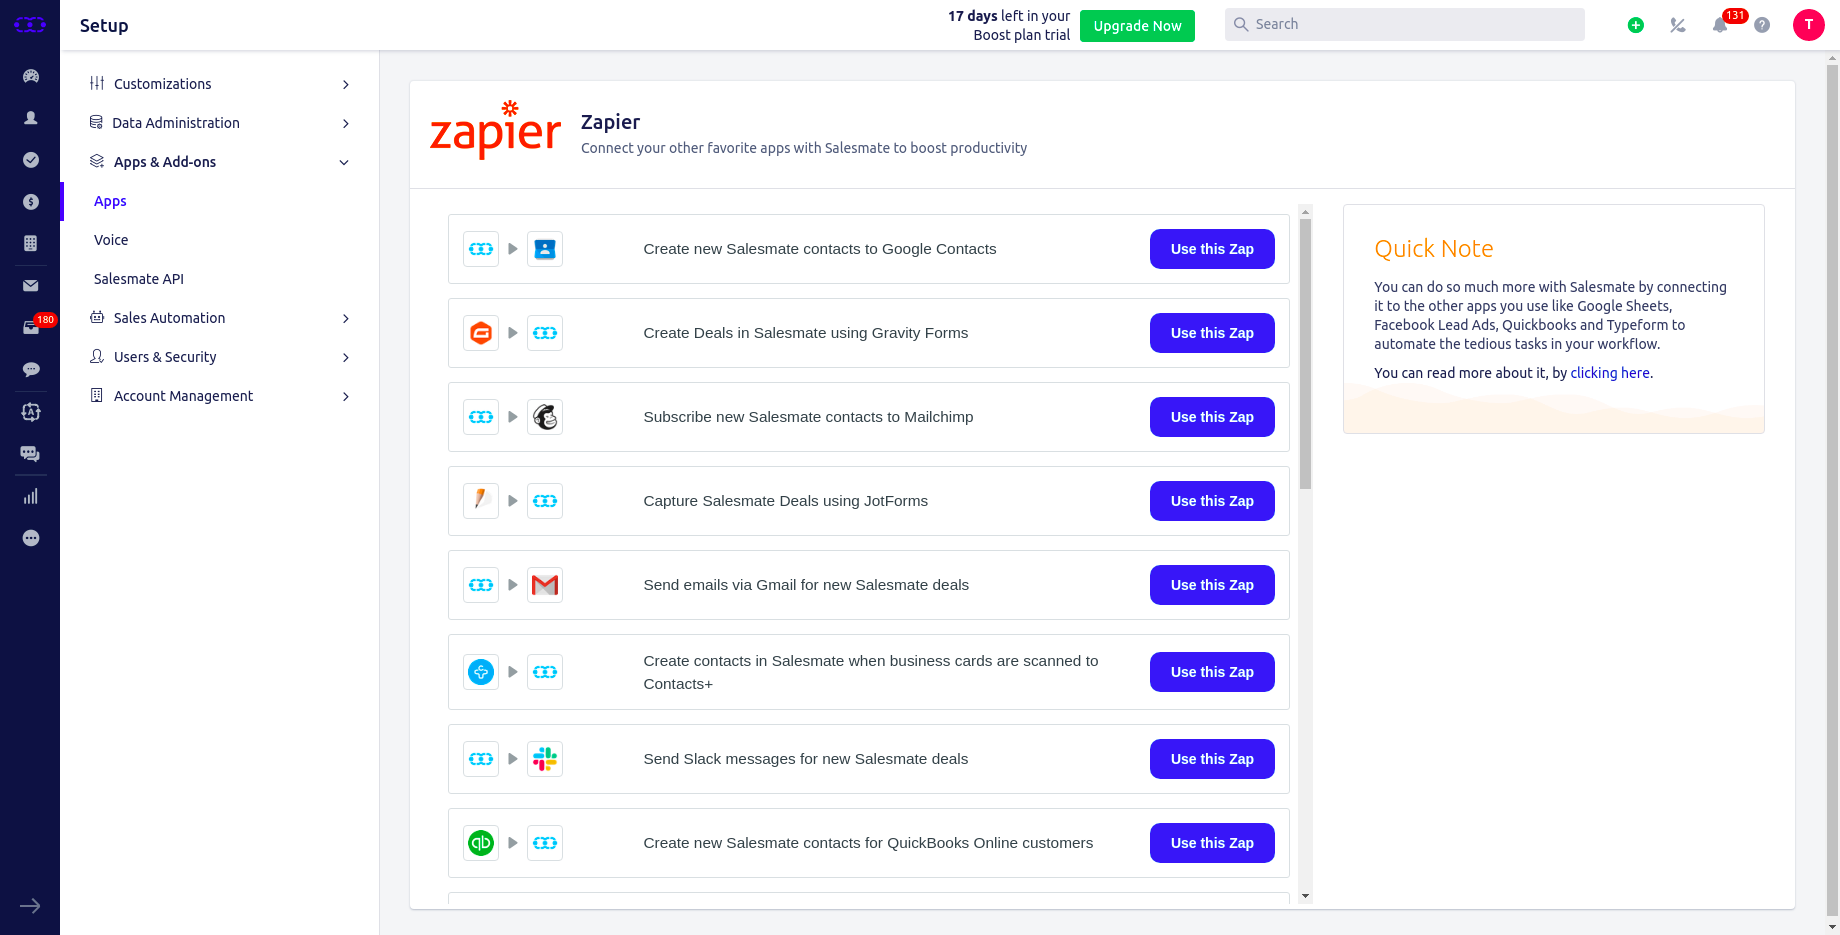 Setup
17 days left in your
Boost plan trial
Upgrade Now
Search
131
T
180
Customizations
Data Administration
Apps & Add-ons
Apps
Voice
Salesmate API
Sales Automation
Users & Security
Account Management
zapier
Zapier
Connect your other favorite apps with Salesmate to boost productivity
Create new Salesmate contacts to Google Contacts
Use this Zap
Create Deals in Salesmate using Gravity Forms
Use this Zap
Subscribe new Salesmate contacts to Mailchimp
Use this Zap
Capture Salesmate Deals using JotForms
Use this Zap
Send emails via Gmail for new Salesmate deals
Use this Zap
Create contacts in Salesmate when business cards are scanned to
Contacts+
Use this Zap
Send Slack messages for new Salesmate deals
Use this Zap
qb
Create new Salesmate contacts for QuickBooks Online customers
Use this Zap
Quick Note
You can do so much more with Salesmate by connecting
it to the other apps you use like Google Sheets,
Facebook Lead Ads, Quickbooks and Typeform to
automate the tedious tasks in your workflow.
You can read more about it, by clicking here.